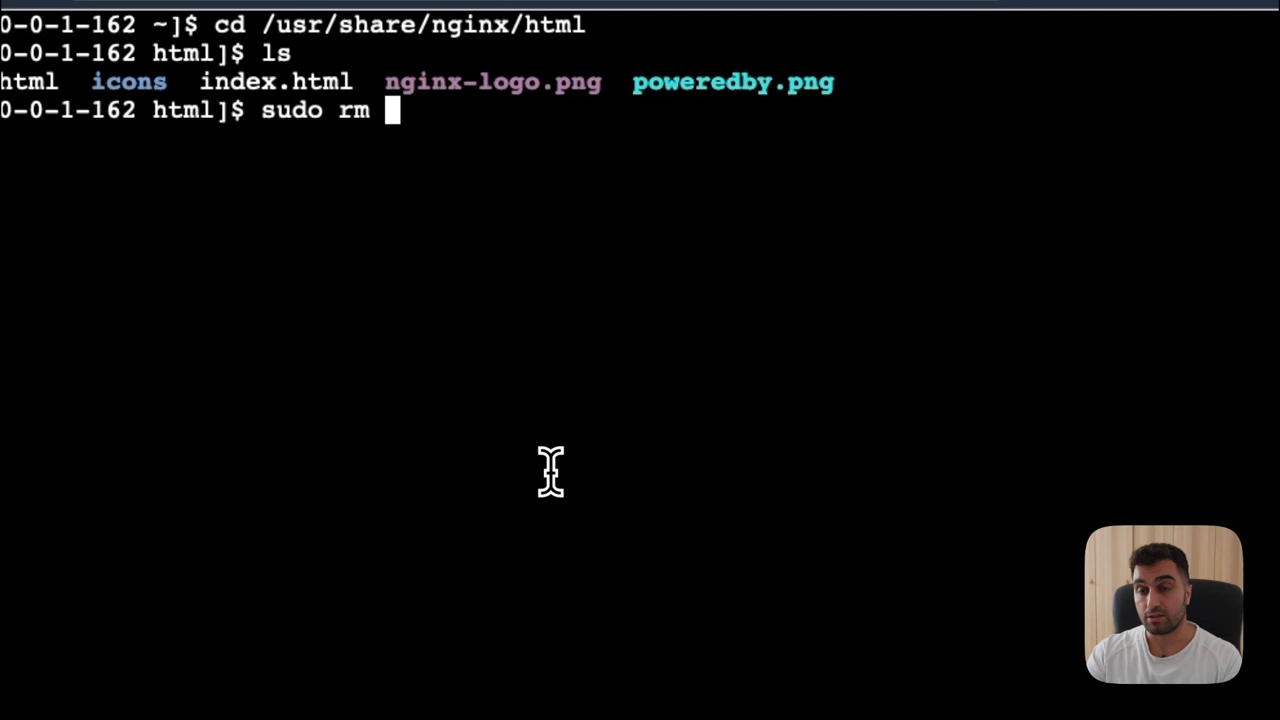 0-0-1-162 ~]$ cd /usr/share/nginx/html
0-0-1-162 html]$ ls
html icons index.html nginx-logo.png poweredby.png
0-0-1-162 html]$ sudo rm